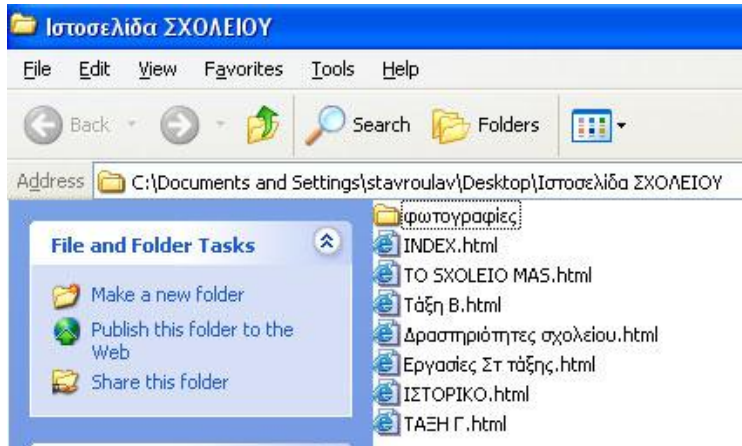 Ιστοσελίδα ΣΧΟΛΕΙΟΥ
File Edit View Favorites Tools Help
Back Search Folders
Address C:\Documents and Settings\stavroulav\Desktop\Ιστοσελίδα ΣΧΟΛΕΙΟΥ
File and Folder Tasks
Make a new folder
Publish this folder to the
Web
Share this folder
φωτογραφίες
INDEX.html
TO SXOLEIO MAS.html
Τάξη Β.html
Δραστηριότητες σχολείου.html
Εργασίες Στ τάξης.html
ΙΣΤΟΡΙΚΟ.html
ΤΑΞΗ Γ.html